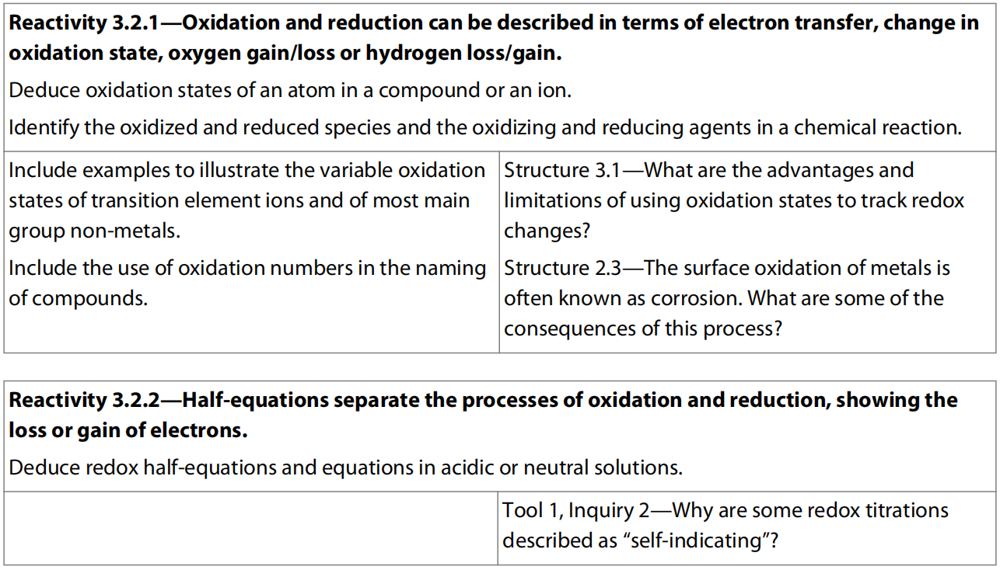 Reactivity 3.2.1—Oxidation and reduction can be described in terms of electron transfer, change in
oxidation state, oxygen gain/loss or hydrogen loss/gain.
Deduce oxidation states of an atom in a compound or an ion.
Identify the oxidized and reduced species and the oxidizing and reducing agents in a chemical reaction.
Include examples to illustrate the variable oxidation
states of transition element ions and of most main
group non-metals.
Include the use of oxidation numbers in the naming
of compounds.
Structure 3.1—What are the advantages and
limitations of using oxidation states to track redox
changes?
Structure 2.3—The surface oxidation of metals is
often known as corrosion. What are some of the
consequences of this process?
Reactivity 3.2.2—Half-equations separate the processes of oxidation and reduction, showing the
loss or gain of electrons.
Deduce redox half-equations and equations in acidic or neutral solutions.
Tool 1, Inquiry 2—Why are some redox titrations
described as “self-indicating”?